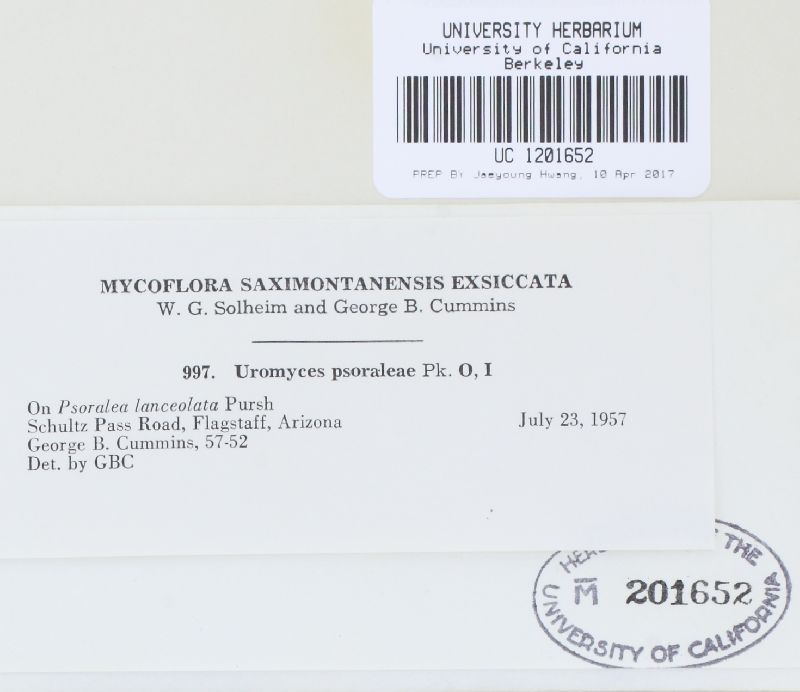 UNIVERSITY HERBARIUM
University of California
Berkeley
UC 1201652
PREP BY Jaeyoung Hwang, 10 Apr 2017
MYCOFLORA SAXIMONTANENSIS EXSICCATA
W. G. Solheim and George B. Cummins
997. Uromyces psoraleae Pk. O, I
On Psoralea lanceolata Pursh
Schultz Pass Road, Flagstaff, Arizona July 23, 1957
George B. Cummins, 57-52
Det. by GBC
THE
M 201652
UNIVERSITY OF CALIFORNIA